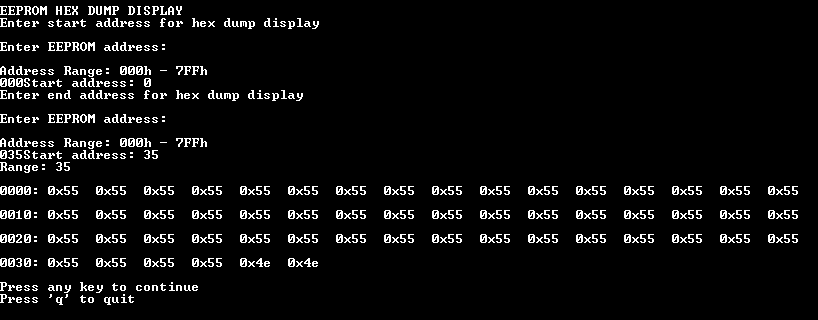 EEPROM HEX DUMP DISPLAY
Enter start address for hex dump display
Enter EEPROM address:
Address Range: 000h - 7FFh
000Start address: 0
Enter end address for hex dump display
Enter EEPROM address:
Address Range: 000h - 7FFh
035Start address: 35
Range: 35
0000: 0x55 0x55 0x55 0x55 0x55 0x55 0x55 0x55 0x55 0x55 0x55 0x55 0x55 0x55 0x55 0x55
0010: 0x55 0x55 0x55 0x55 0x55 0x55 0x55 0x55 0x55 0x55 0x55 0x55 0x55 0x55 0x55 0x55
0020: 0x55 0x55 0x55 0x55 0x55 0x55 0x55 0x55 0x55 0x55 0x55 0x55 0x55 0x55 0x55 0x55
0030: 0x55 0x55 0x55 0x55 0x4e 0x4e
Press any key to continue
Press 'q' to quit